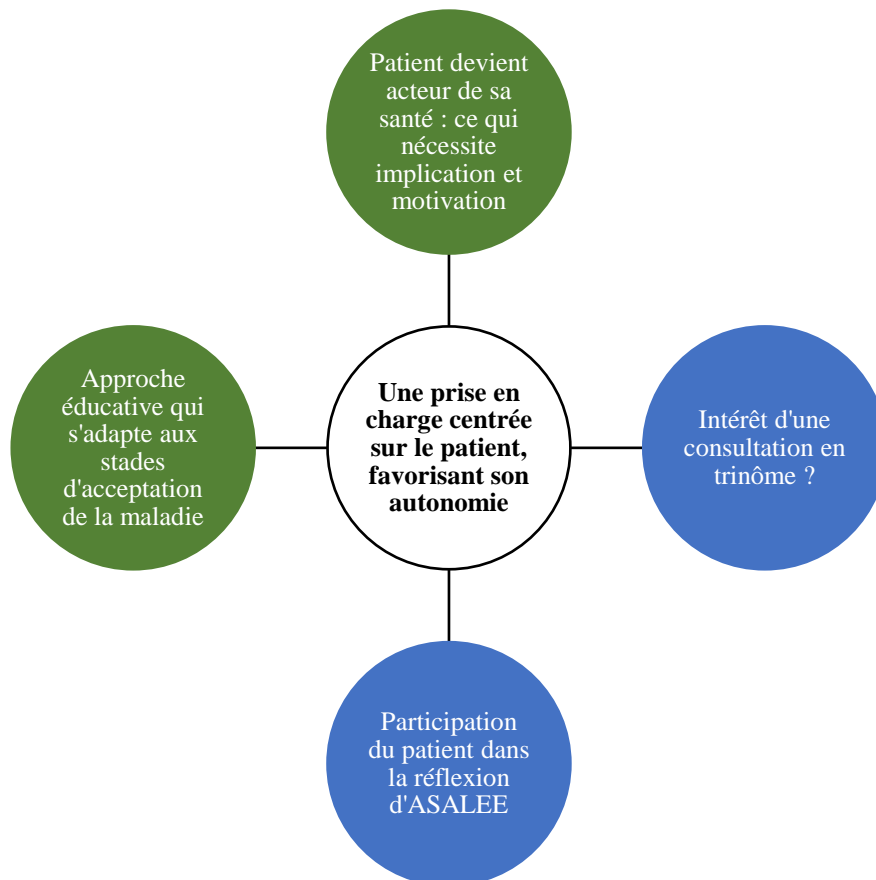 Patient devient
acteur de sa
santé : ce qui
nécessite
implication et
motivation
Approche
éducative qui
s'adapte aux
stades
d'acceptation
de la maladie
Une prise en
charge centrée
sur le patient,
favorisant son
autonomie
Intérêt d'une
consultation en
trinôme ?
Participation
du patient dans
la réflexion
d'ASALEE